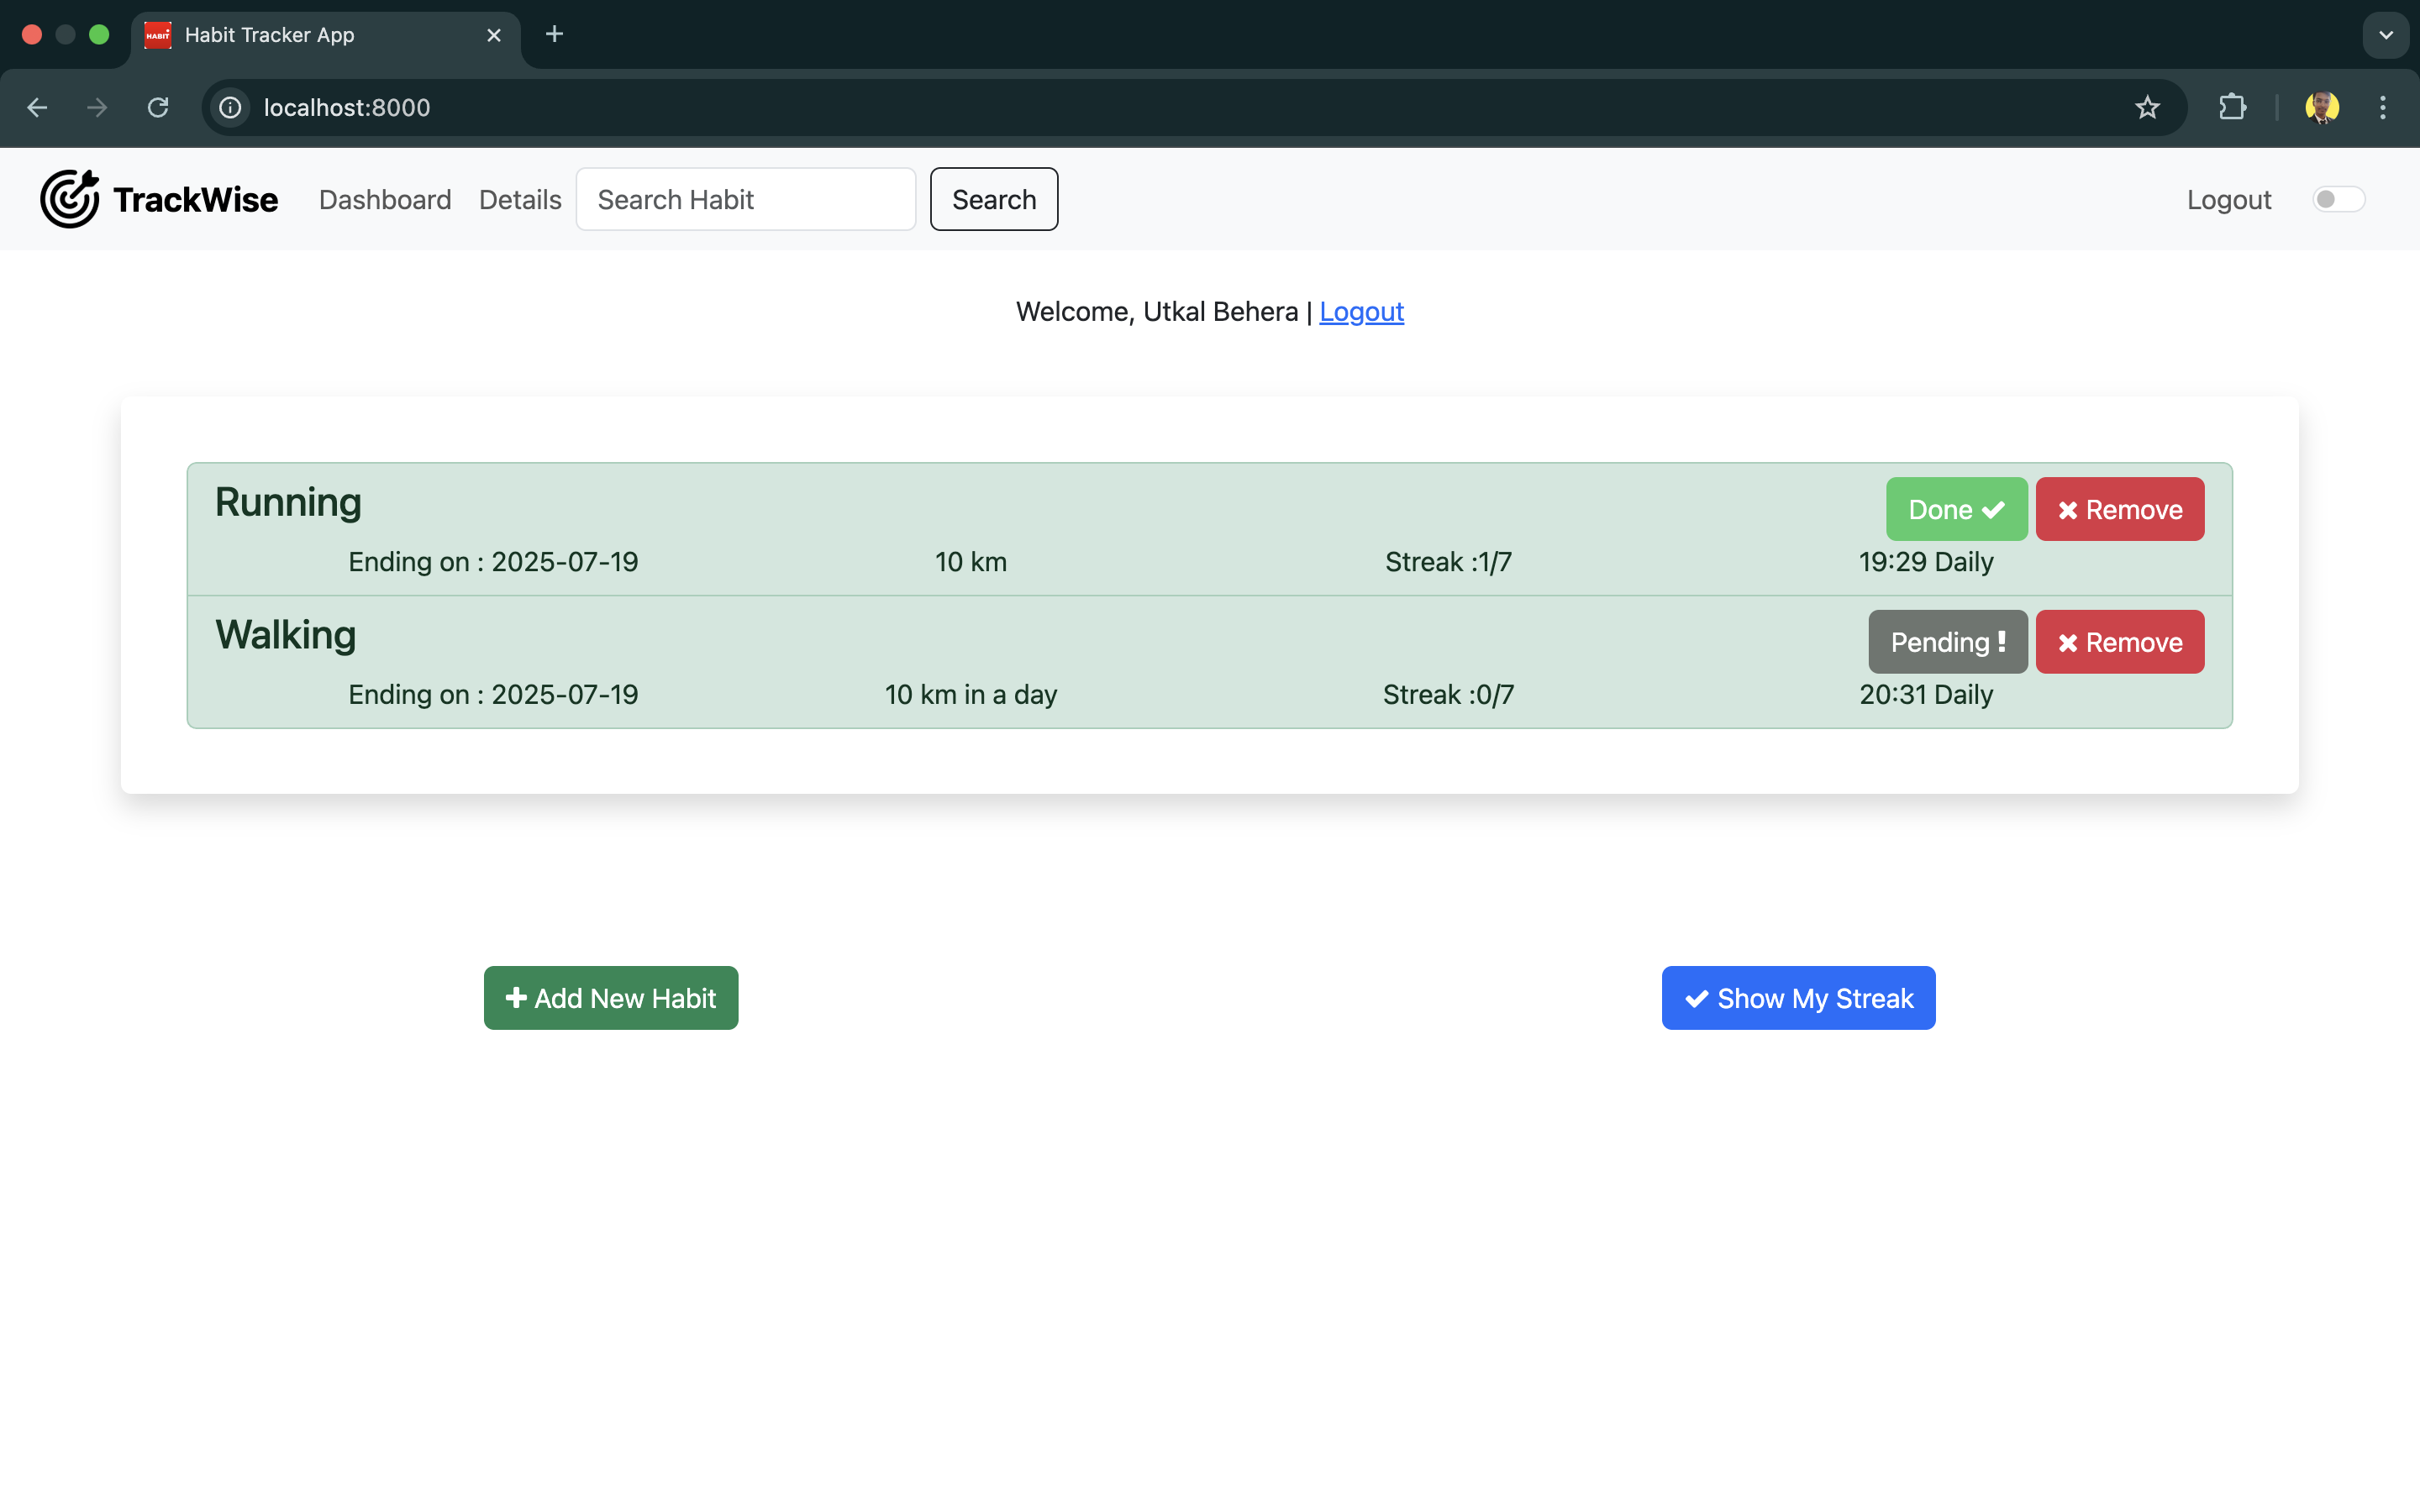 HABIT
Habit Tracker App
localhost:8000
TrackWise Dashboard Details Search Habit Search Logout
Welcome, Utkal Behera | Logout
Running Done Remove
Ending on : 2025-07-19 10 km Streak :1/7 19:29 Daily
Walking Pending ! Remove
Ending on : 2025-07-19 10 km in a day Streak :0/7 20:31 Daily
Add New Habit Show My Streak